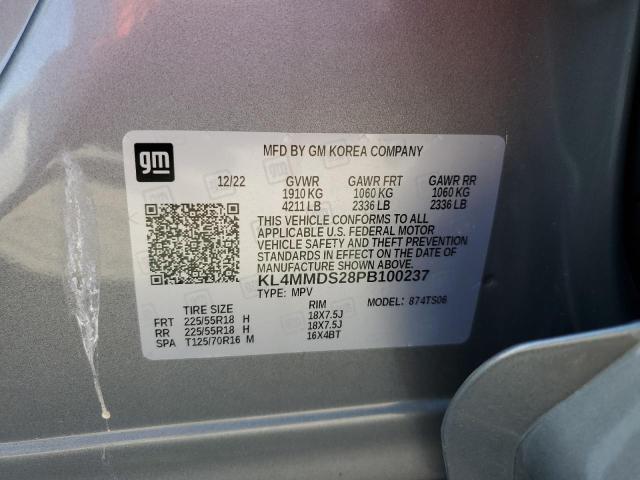 gm
MFD BY GM KOREA COMPANY
12/22 GVWR GAWR FRT GAWR RR
1910 KG 1060 KG 1060 KG
4211 LB 2336 LB 2336 LB
THIS VEHICLE CONFORMS TO ALL
APPLICABLE U.S. FEDERAL MOTOR
VEHICLE SAFETY AND THEFT PREVENTION
STANDARDS IN EFFECT ON THE DATE OF
MANUFACTURE SHOWN ABOVE.
KL4MMDS28PB100237
TYPE: MPV MODEL: 874TS06
TIRE SIZE RIM
FRT 225/55R18 H 18X7.5J
RR 225/55R18 H 18X7.5J
SPA T125/70R16 M 16X4BT